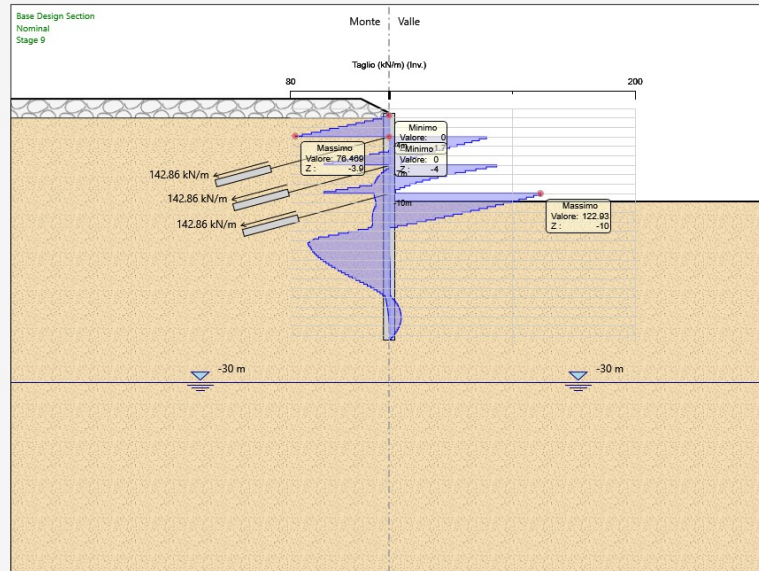 Base Design Section
Nominal
Stage 9
Monte Valle
Taglio (kN/m) (Inv.)
80 200
Minimo
Valore: 0
-4m
Massimo
Valore: 76.469
Z : -3.9
Minimo
Valore: 0
Z : -4
-7m
142.86 kN/m
142.86 kN/m
-10m
142.86 kN/m
Massimo
Valore: 122.93
Z : -10
-30 m -30 m